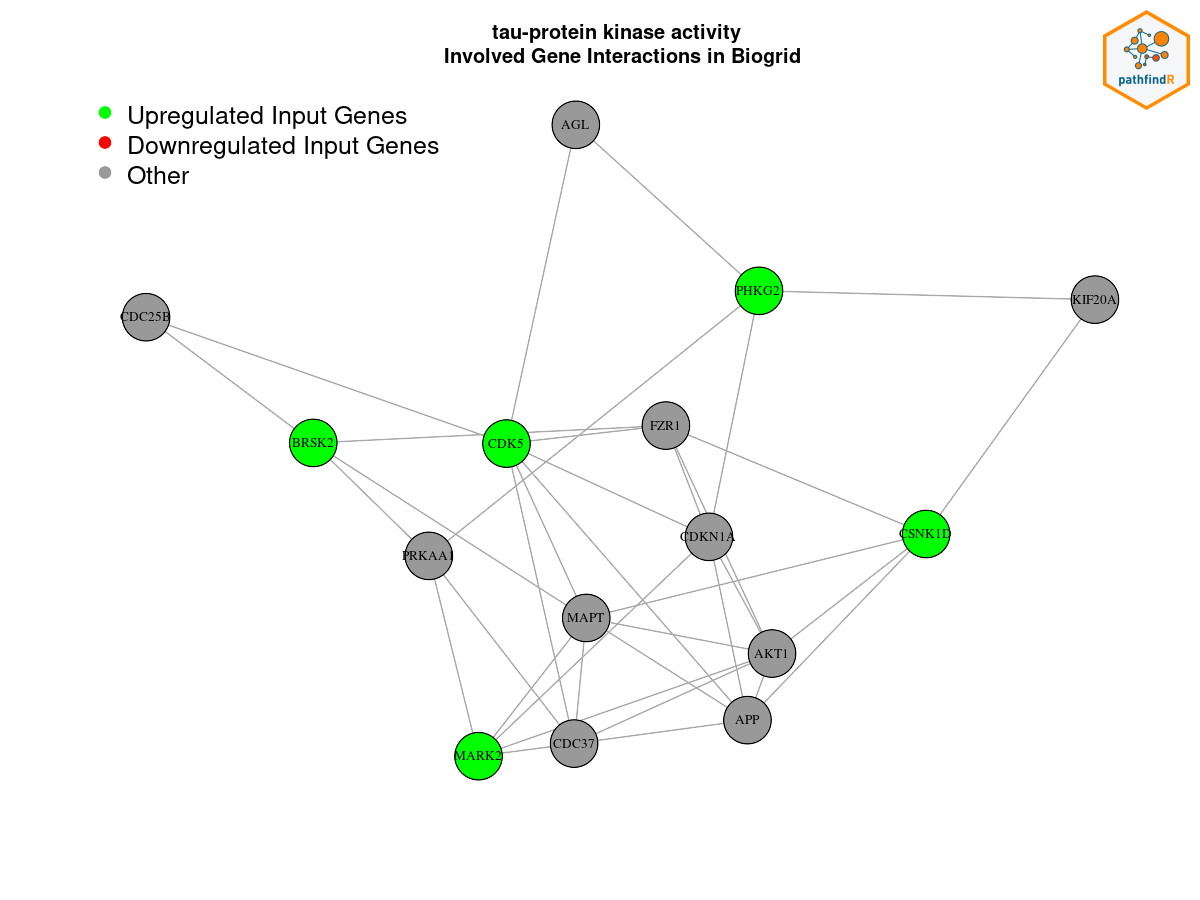 tau-protein kinase activity
Involved Gene Interactions in Biogrid
pathfindR
Upregulated Input Genes
Downregulated Input Genes
Other
AGL
PHKG2
KIF20A
CDC25B
FZR1
BRSK2
CDK5
CSNK1D
CDKN1A
PRKAA1
MAPT
AKT1
APP
CDC37
MARK2